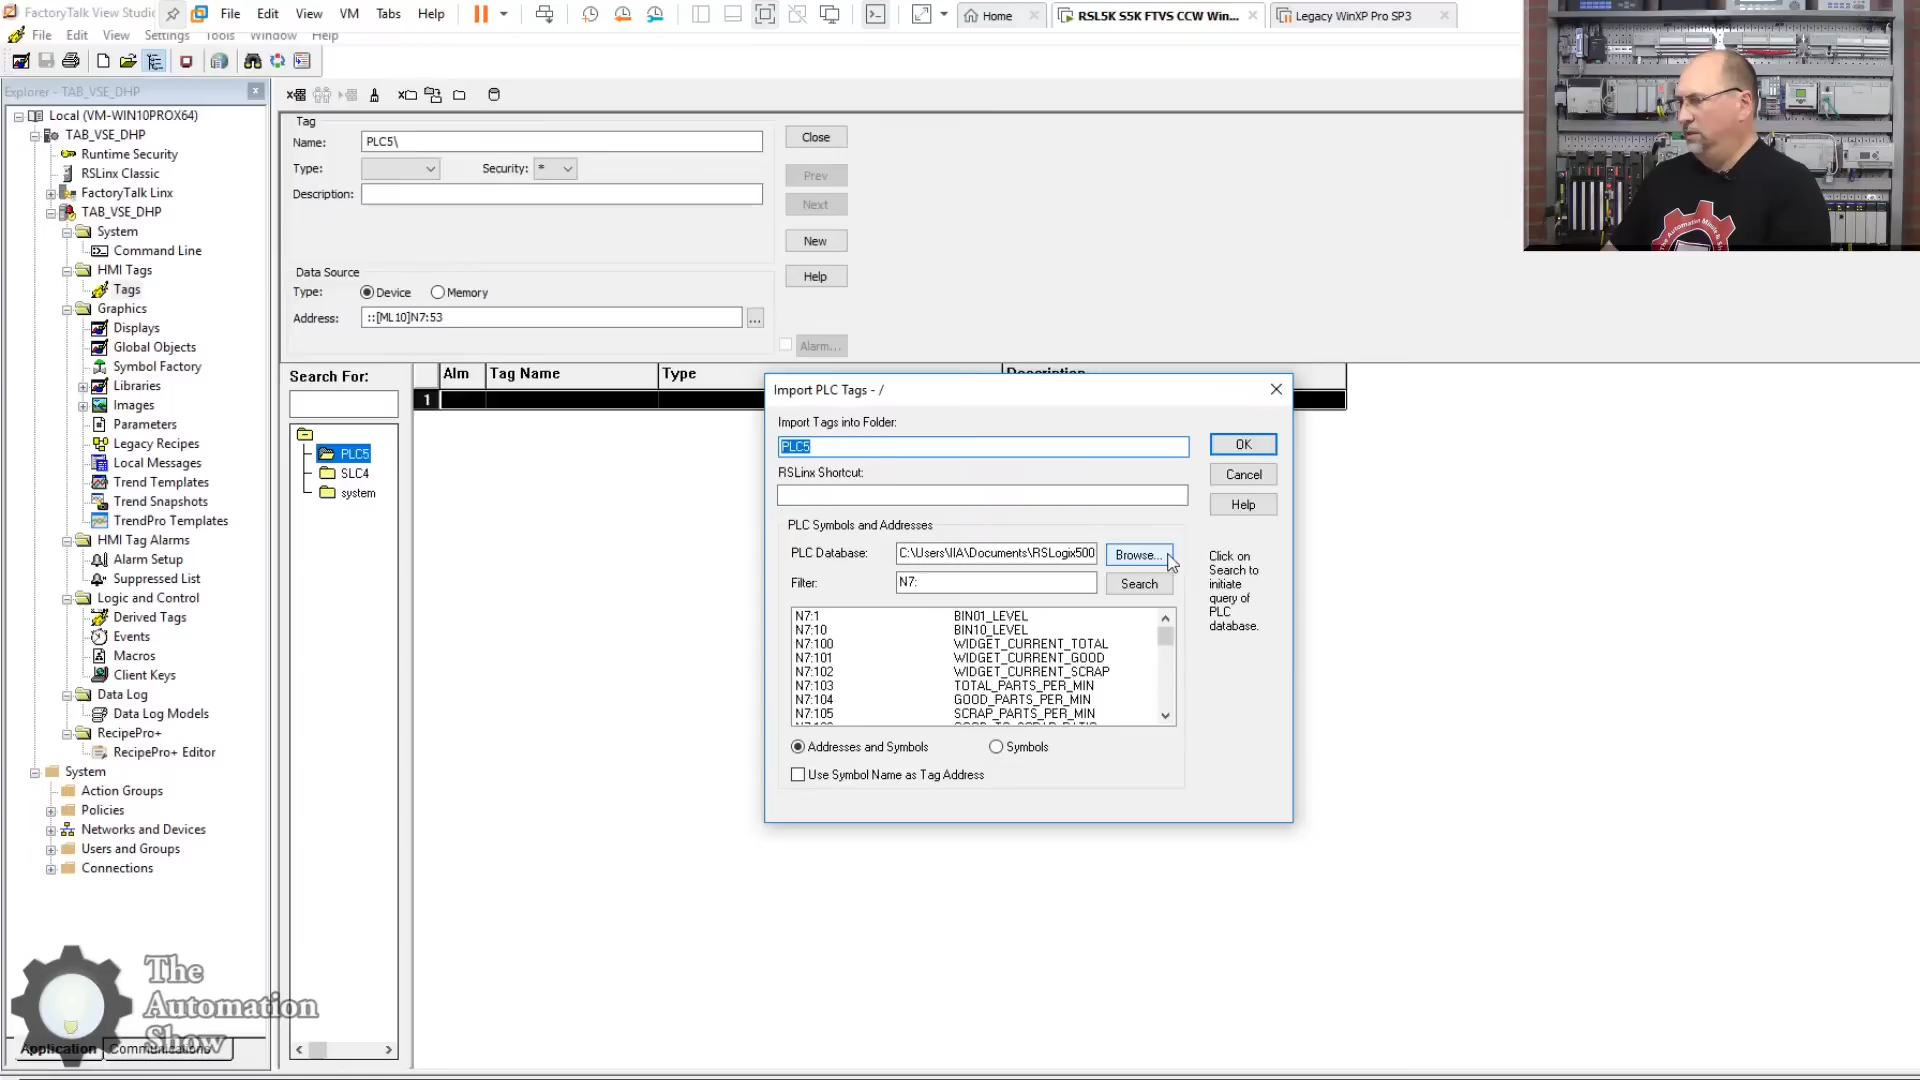 FactoryTalk View Studio
File Edit View VM Tabs Help
Home
RSL5K S5K FTVS CCW Win...
Legacy WinXP Pro SP3
File Edit View Settings Tools Window Help
Explorer - TAB_VSE_DHP
Local (VM-WIN10PROX64)
TAB_VSE_DHP
Runtime Security
RSLinx Classic
FactoryTalk Linx
TAB_VSE_DHP
System
Command Line
HMI Tags
Tags
Graphics
Displays
Global Objects
Symbol Factory
Libraries
Images
Parameters
Legacy Recipes
Local Messages
Trend Templates
Trend Snapshots
TrendPro Templates
HMI Tag Alarms
Alarm Setup
Suppressed List
Logic and Control
Derived Tags
Events
Macros
Client Keys
Data Log
Data Log Models
RecipePro+
RecipePro+ Editor
System
Action Groups
Policies
Networks and Devices
Users and Groups
Connections
Application Communications
The
Automation
Show
Tag
Name: PLC5\
Type: Security: *
Description:
Data Source
Type: Device Memory
Address: ::[ML10]N7:53 ...
Close
Prev
Next
New
Help
Alarm...
Search For:
PLC5
SLC4
system
Alm Tag Name Type Description
1
Import PLC Tags - /
Import Tags into Folder:
PLC5
RSLinx Shortcut:
PLC Symbols and Addresses
PLC Database: C:\Users\IIA\Documents\RSLogix500 Browse...
Filter: N7: Search
N7:1 BIN01_LEVEL
N7:10 BIN10_LEVEL
N7:100 WIDGET_CURRENT_TOTAL
N7:101 WIDGET_CURRENT_GOOD
N7:102 WIDGET_CURRENT_SCRAP
N7:103 TOTAL_PARTS_PER_MIN
N7:104 GOOD_PARTS_PER_MIN
N7:105 SCRAP_PARTS_PER_MIN
Addresses and Symbols Symbols
Use Symbol Name as Tag Address
OK
Cancel
Help
Click on
Search to
initiate
query of
PLC
database.